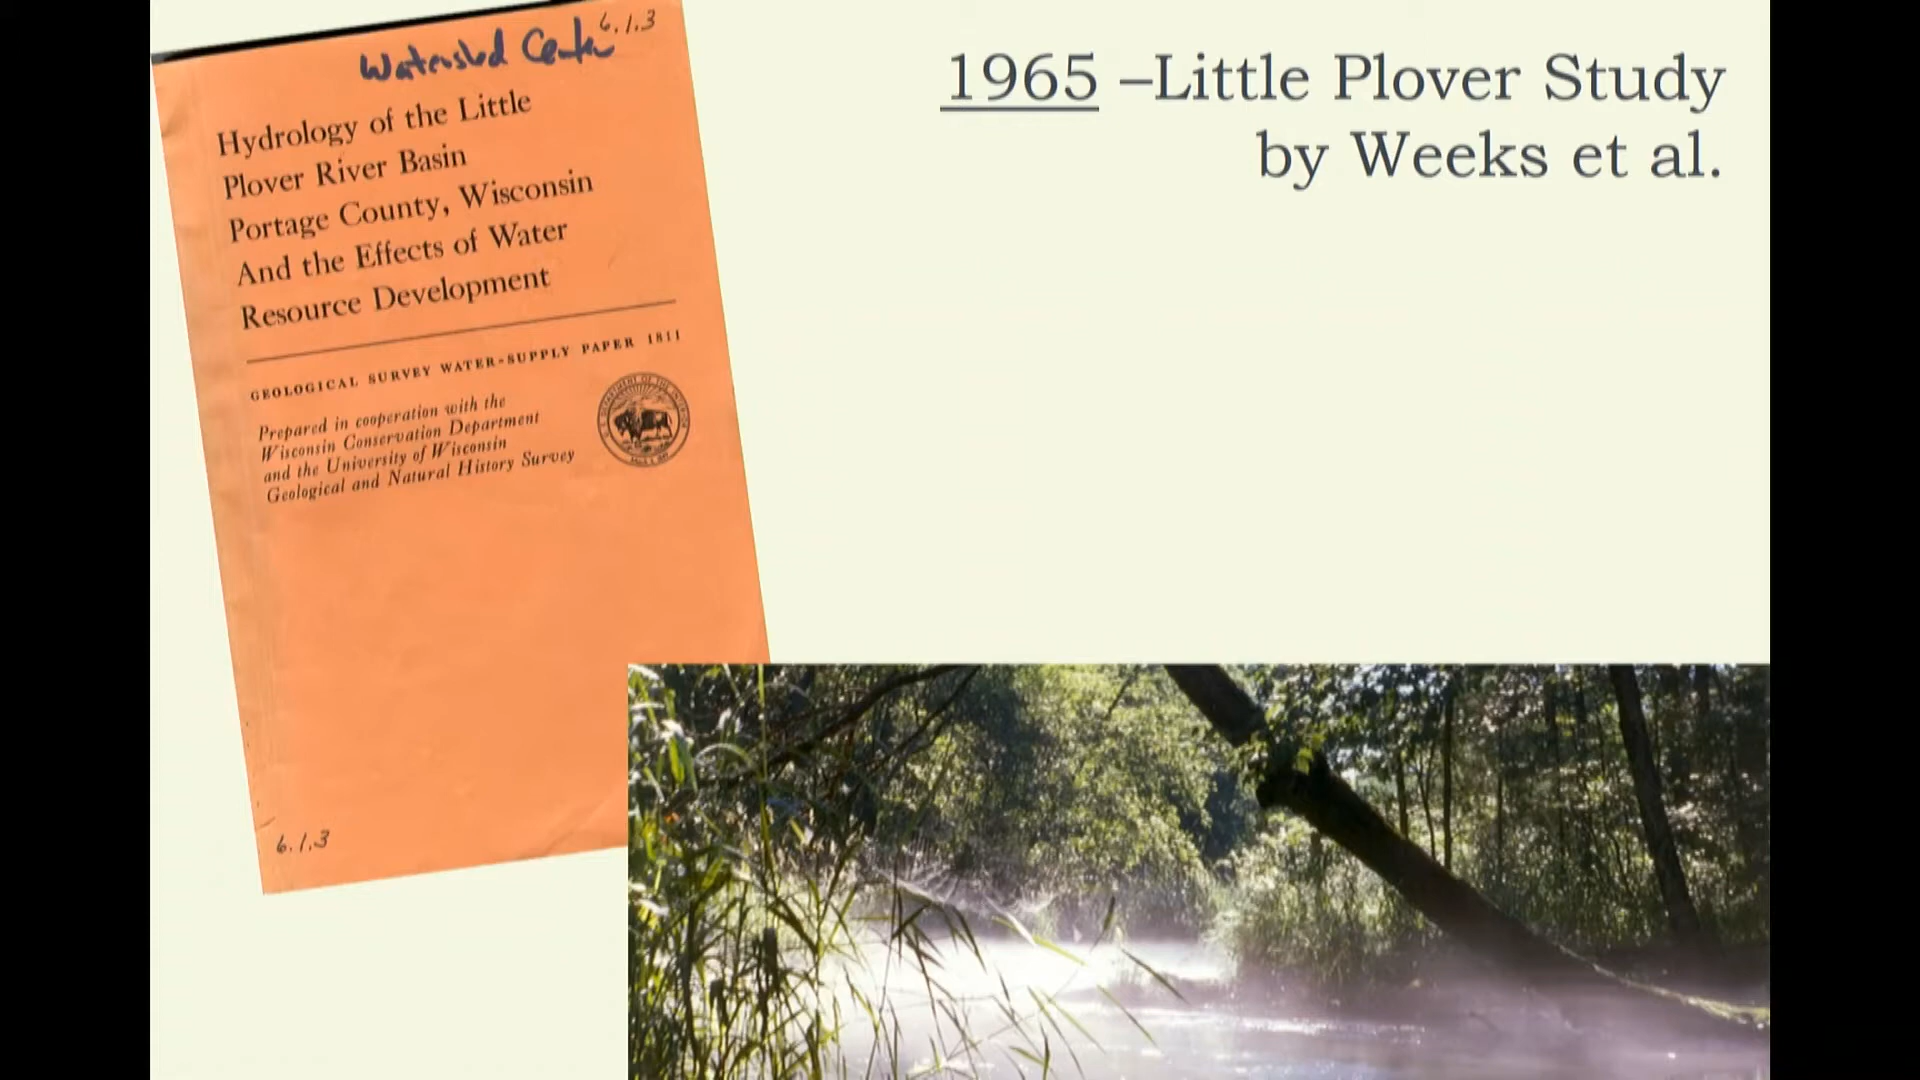 Watershed Center 6.1.3
Hydrology of the Little
Plover River Basin
Portage County, Wisconsin
And the Effects of Water
Resource Development
GEOLOGICAL SURVEY WATER-SUPPLY PAPER 1811
Prepared in cooperation with the
Wisconsin Conservation Department
and the University of Wisconsin
Geological and Natural History Survey
6.1.3
1965 –Little Plover Study
by Weeks et al.